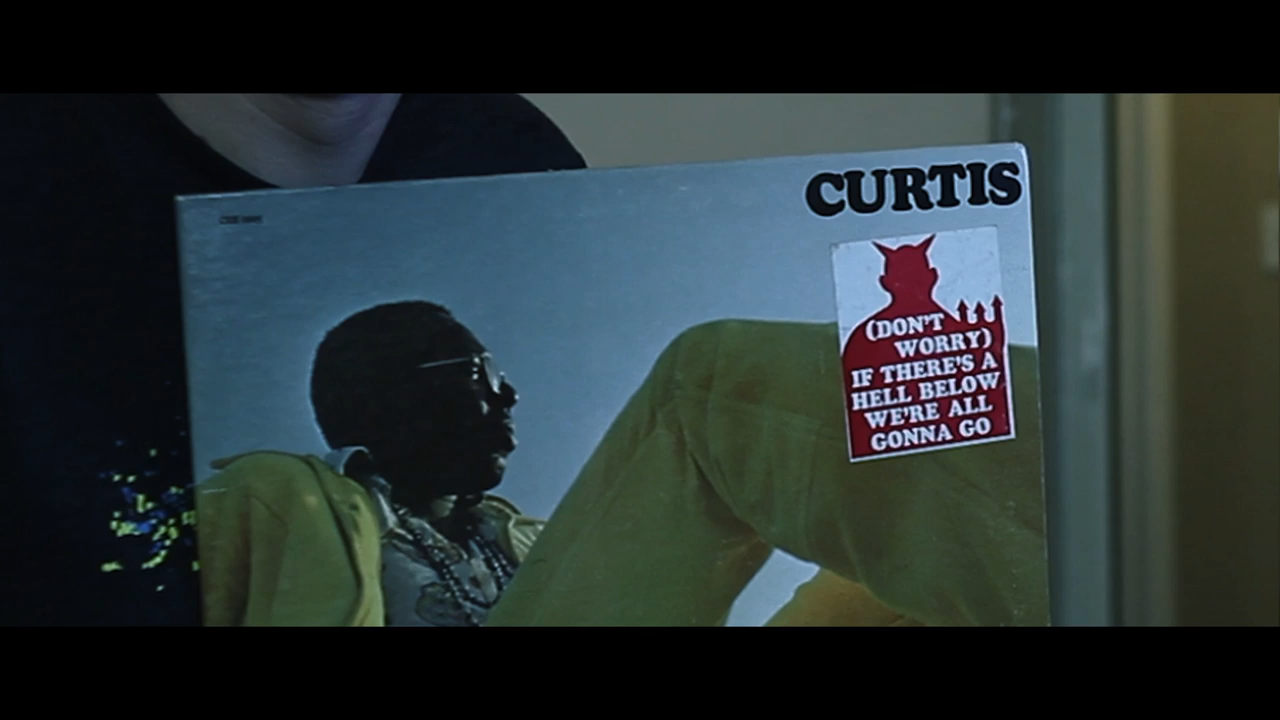 CURTIS
(DON'T
WORRY)
IF THERE'S A
HELL BELOW
WE'RE ALL
GONNA GO